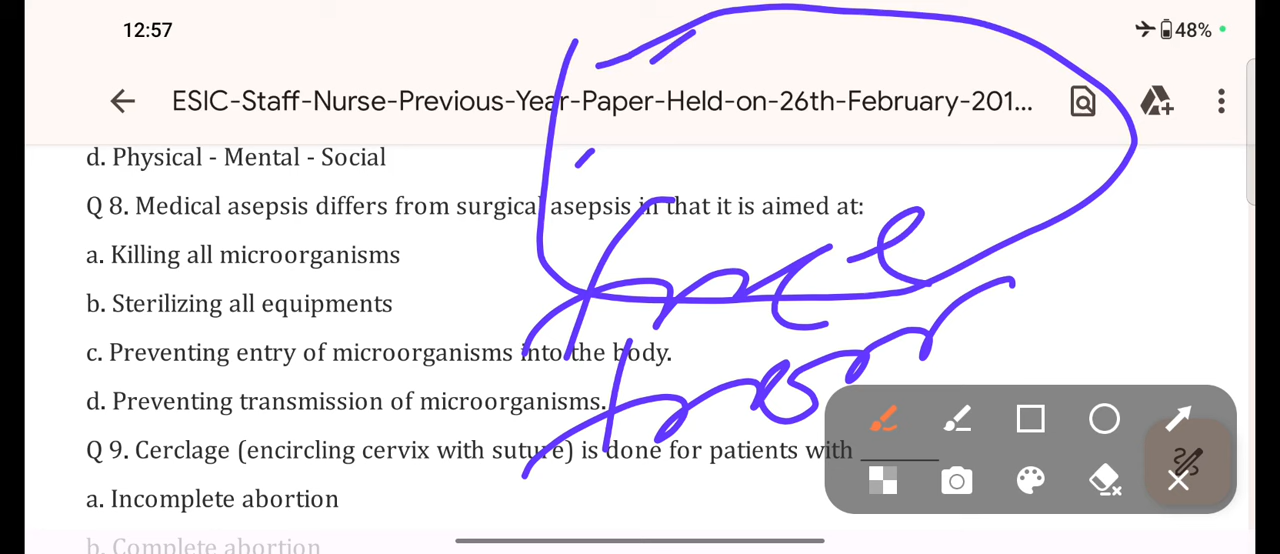 12:57 48%
ESIC-Staff-Nurse-Previous-Year-Paper-Held-on-26th-February-201...
d. Physical - Mental - Social
Q 8. Medical asepsis differs from surgical asepsis in that it is aimed at:
a. Killing all microorganisms
b. Sterilizing all equipments
c. Preventing entry of microorganisms into the body.
d. Preventing transmission of microorganisms.
Q 9. Cerclage (encircling cervix with suture) is done for patients with ________
a. Incomplete abortion
b. Complete abortion